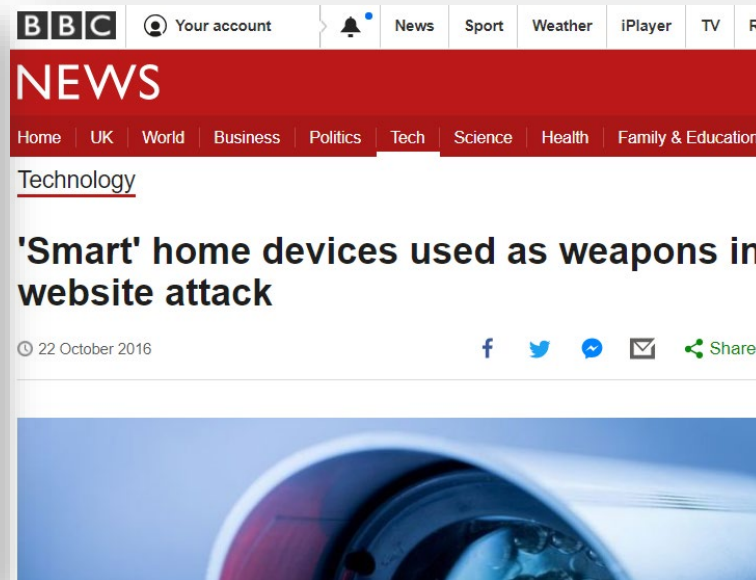 BBC Your account News Sport Weather iPlayer TV
NEWS
Home UK World Business Politics Tech Science Health Family & Education
Technology
'Smart' home devices used as weapons in
website attack
22 October 2016 Share